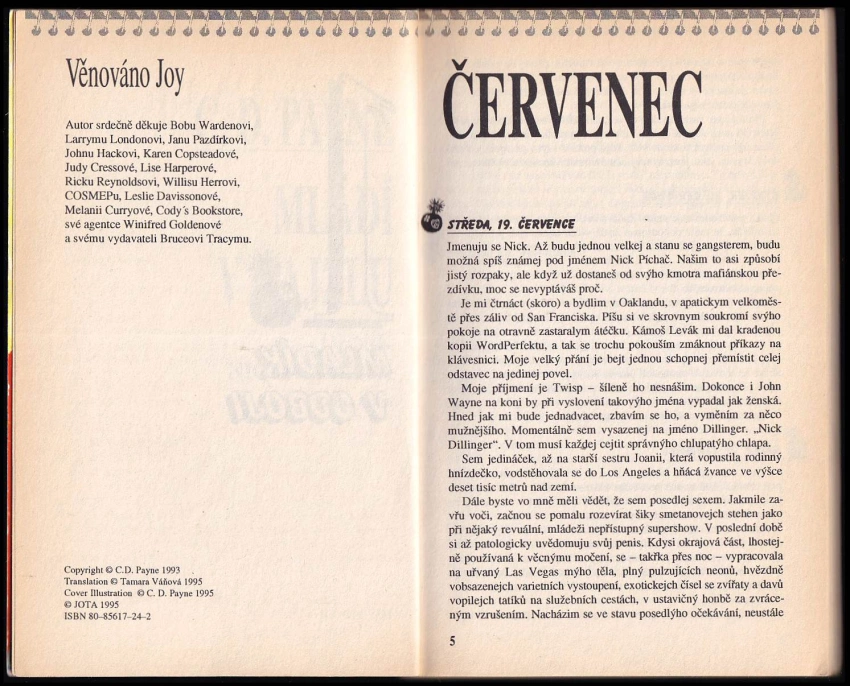 Věnováno Joy
Autor srdečně děkuje Bobu Wardenovi,
Larrymu Londonovi, Janu Pazdírkovi,
Johnu Hackovi, Karen Copsteadové,
Judy Cressové, Lise Harperové,
Ricku Reynoldsovi, Willisu Herrovi,
COSMEPu, Leslie Davissonové,
Melanii Curryové, Cody´s Bookstore,
své agentce Winifred Goldenové
a svému vydavateli Bruceovi Tracymu.
Copyright © C.D. Payne 1993
Translation © Tamara Váňová 1995
Cover Illustration © C. D. Payne 1995
© JOTA 1995
ISBN 80–85617–24–2
ČERVENEC
STŘEDA, 19. ČERVENCE
Jmenuju se Nick. Až budu jednou velkej a stanu se gangsterem, budu
možná spíš známej pod jménem Nick Píchač. Našim to asi způsobí
jistý rozpaky, ale když už dostaneš od svýho kmotra mafiánskou pře-
zdívku, moc se nevyptáváš proč.
Je mi čtrnáct (skoro) a bydlim v Oaklandu, v apatickym velkoměs-
tě přes záliv od San Franciska. Píšu si ve skrovnym soukromí svýho
pokoje na otravně zastaralym átéčku. Kámoš Levák mi dal kradenou
kopii WordPerfektu, a tak se trochu pokouším zmáknout příkazy na
klávesnici. Moje velký přání je bejt jednou schopnej přemístit celej
odstavec na jedinej povel.
Moje příjmení je Twisp – šíleně ho nesnášim. Dokonce i John
Wayne na koni by při vyslovení takovýho jména vypadal jak ženská.
Hned jak mi bude jednadvacet, zbavím se ho, a vyměním za něco
mužnějšího. Momentálně sem vysazenej na jméno Dillinger. „Nick
Dillinger“. V tom musí každej cejtit správnýho chlupatýho chlapa.
Sem jedináček, až na starší sestru Joanii, která vopustila rodinný
hnízdečko, vodstěhovala se do Los Angeles a hňácá žvance ve výšce
deset tisíc metrů nad zemí.
Dále byste vo mně měli vědět, že sem posedlej sexem. Jakmile za-
vřu voči, začnou se pomalu rozevírat šiky smetanovejch stehen jako
při nějaký revuální, mládeži nepřístupný supershow. V poslední době
si až patologicky uvědomuju svůj penis. Kdysi okrajová část, lhostej-
ně používaná k věcnýmu močení, se – takřka přes noc – vypracovala
na uřvaný Las Vegas mýho těla, plný pulzujících neonů, hvězdně
vobsazenejch varietních vystoupení, exotickejch čísel se zvířaty a davů
vopilejch tatíků na služebních cestách, v ustavičný honbě za zvráce-
ným vzrušením. Nacházim se ve stavu posedlýho očekávání, neustále
5